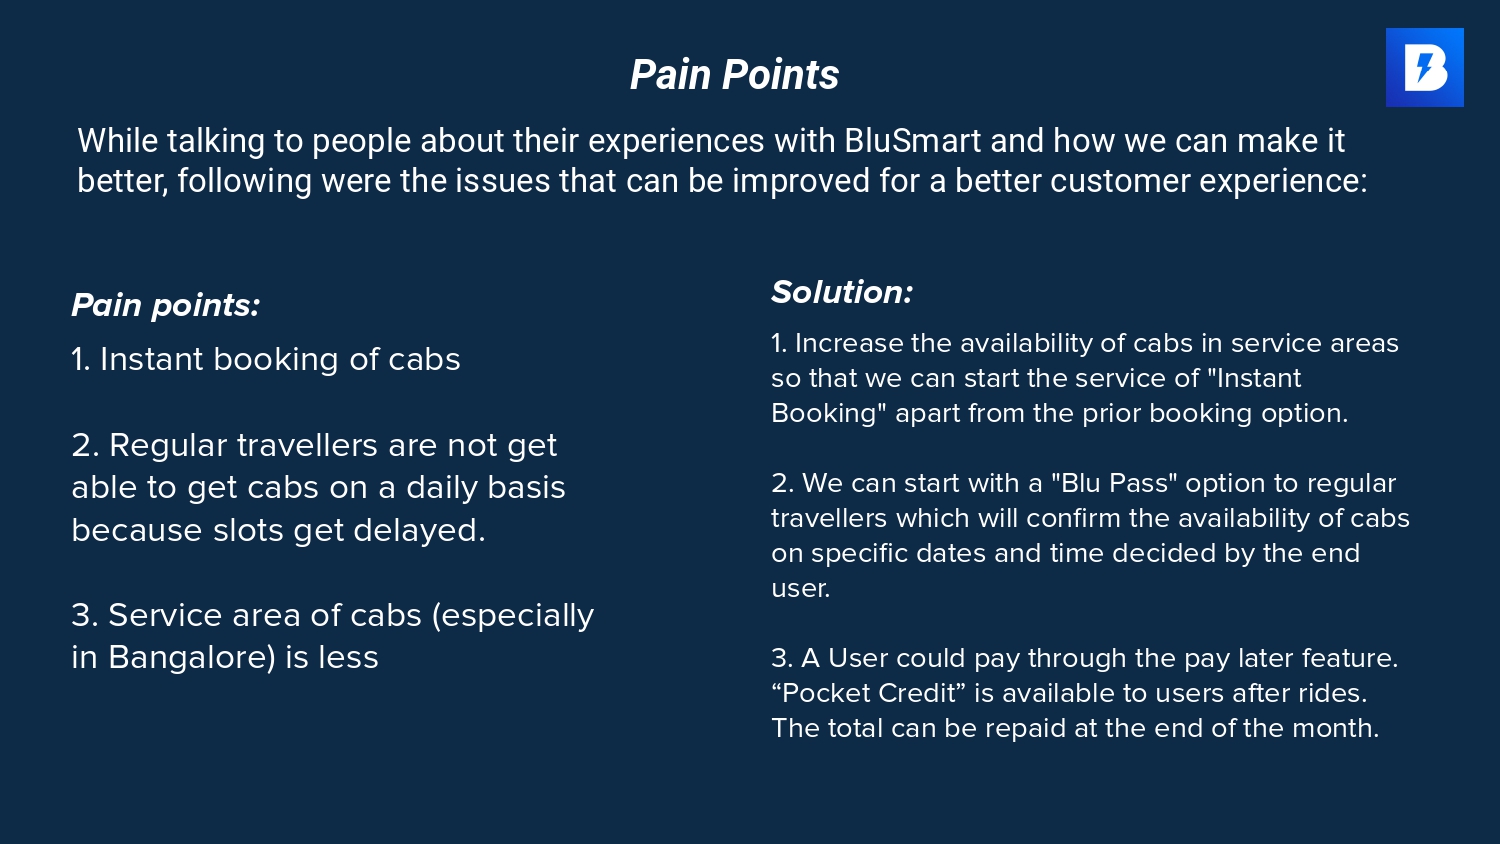 Pain Points
B
While talking to people about their experiences with BluSmart and how we can make it
better, following were the issues that can be improved for a better customer experience:
Pain points:
1. Instant booking of cabs
2. Regular travellers are not get
able to get cabs on a daily basis
because slots get delayed.
3. Service area of cabs (especially
in Bangalore) is less
Solution:
1. Increase the availability of cabs in service areas
so that we can start the service of "Instant
Booking" apart from the prior booking option.
2. We can start with a "Blu Pass" option to regular
travellers which will confirm the availability of cabs
on specific dates and time decided by the end
user.
3. A User could pay through the pay later feature.
“Pocket Credit” is available to users after rides.
The total can be repaid at the end of the month.